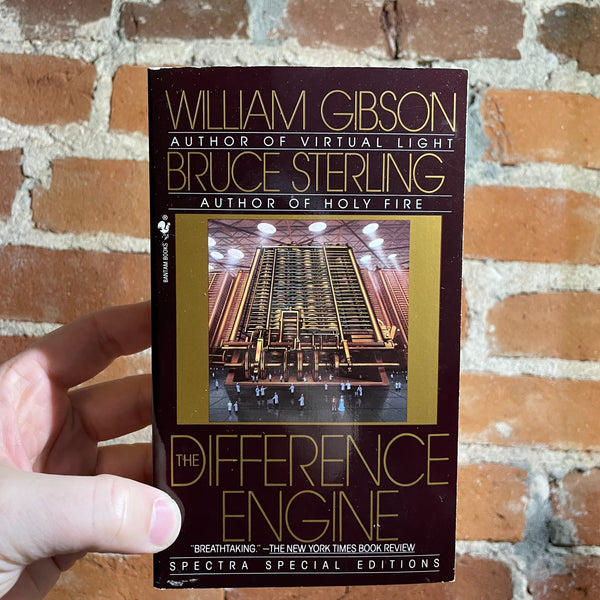 WILLIAM GIBSON
AUTHOR OF VIRTUAL LIGHT
BRUCE STERLING
AUTHOR OF HOLY FIRE
BANTAM BOOKS
®
THE DIFFERENCE
ENGINE
"BREATHTAKING." —THE NEW YORK TIMES BOOK REVIEW
SPECTRA SPECIAL EDITIONS